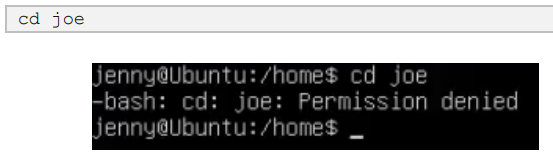 cd joe
jenny@Ubuntu:/home$ cd joe
-bash: cd: joe: Permission denied
jenny@Ubuntu:/home$ _